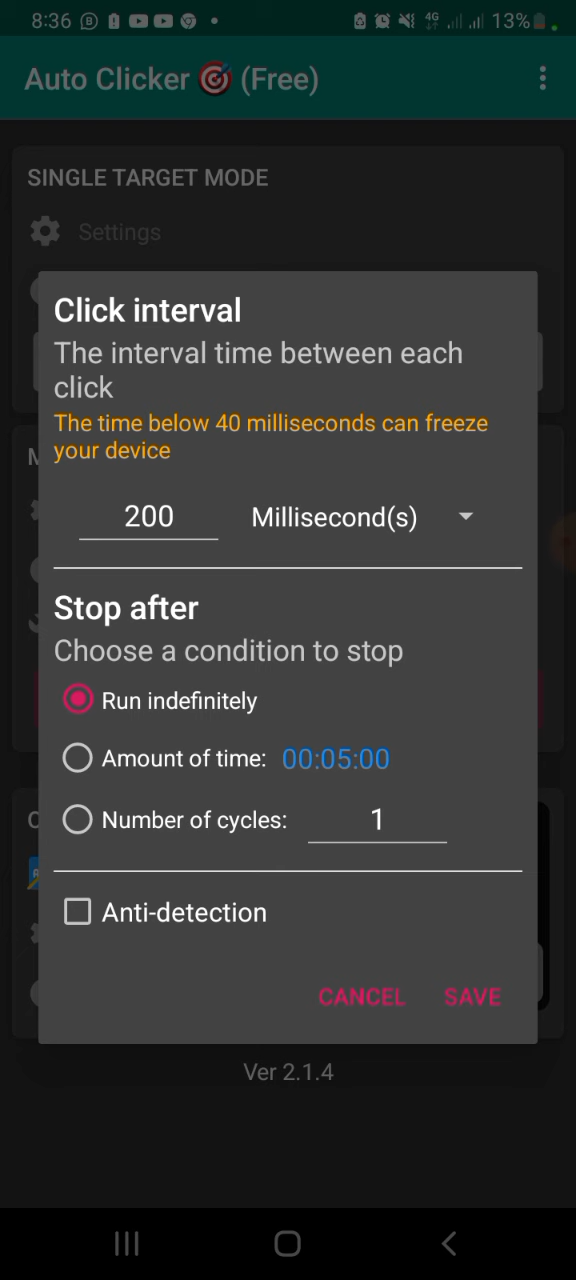 8:36
4G
13%
Auto Clicker (Free)
SINGLE TARGET MODE
Settings
Click interval
The interval time between each
click
The time below 40 milliseconds can freeze
your device
200 Millisecond(s)
Stop after
Choose a condition to stop
Run indefinitely
Amount of time: 00:05:00
Number of cycles: 1
Anti-detection
CANCEL SAVE
Ver 2.1.4